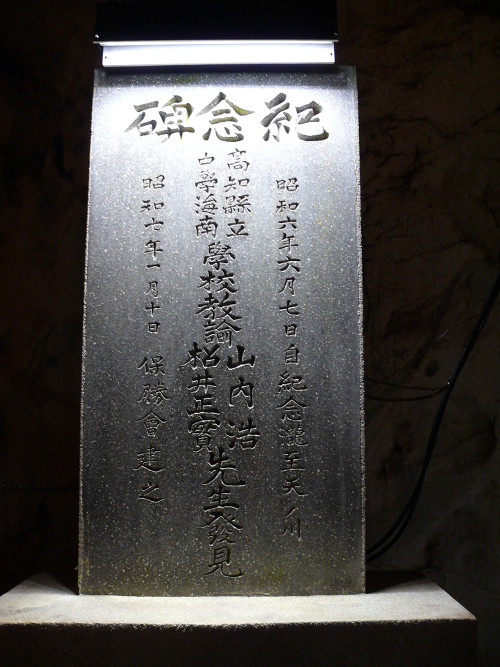 紀念碑
昭和六年六月七日自紀念瀧至天ノ川
高知縣立
中學海南
學校教諭
山内浩
松井正實
先生發見
昭和七年一月十日 保勝會建之